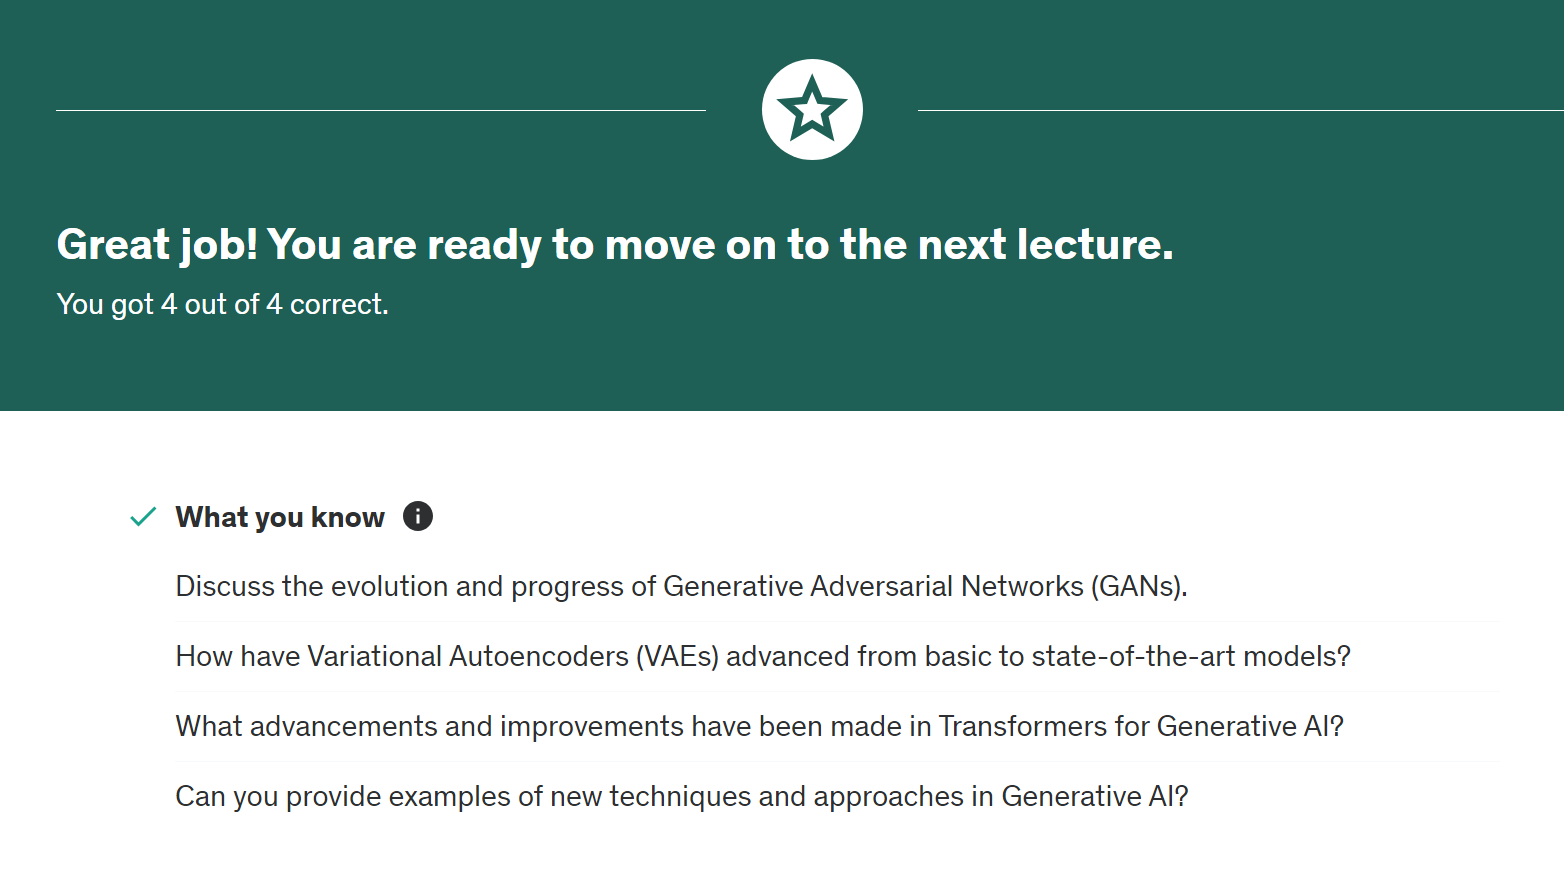 Great job! You are ready to move on to the next lecture.
You got 4 out of 4 correct.
What you know
Discuss the evolution and progress of Generative Adversarial Networks (GANs).
How have Variational Autoencoders (VAEs) advanced from basic to state-of-the-art models?
What advancements and improvements have been made in Transformers for Generative AI?
Can you provide examples of new techniques and approaches in Generative AI?